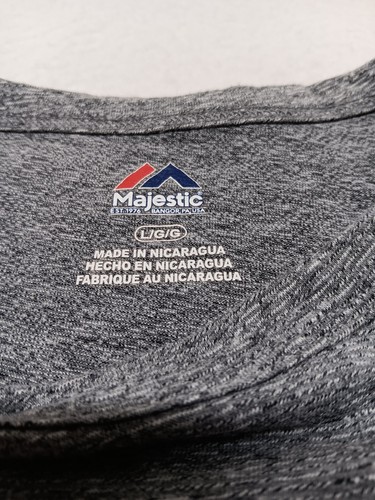 Majestic
EST. 1976 BANGOR, PA, USA
L/G/G
MADE IN NICARAGUA
HECHO EN NICARAGUA
FABRIQUE AU NICARAGUA